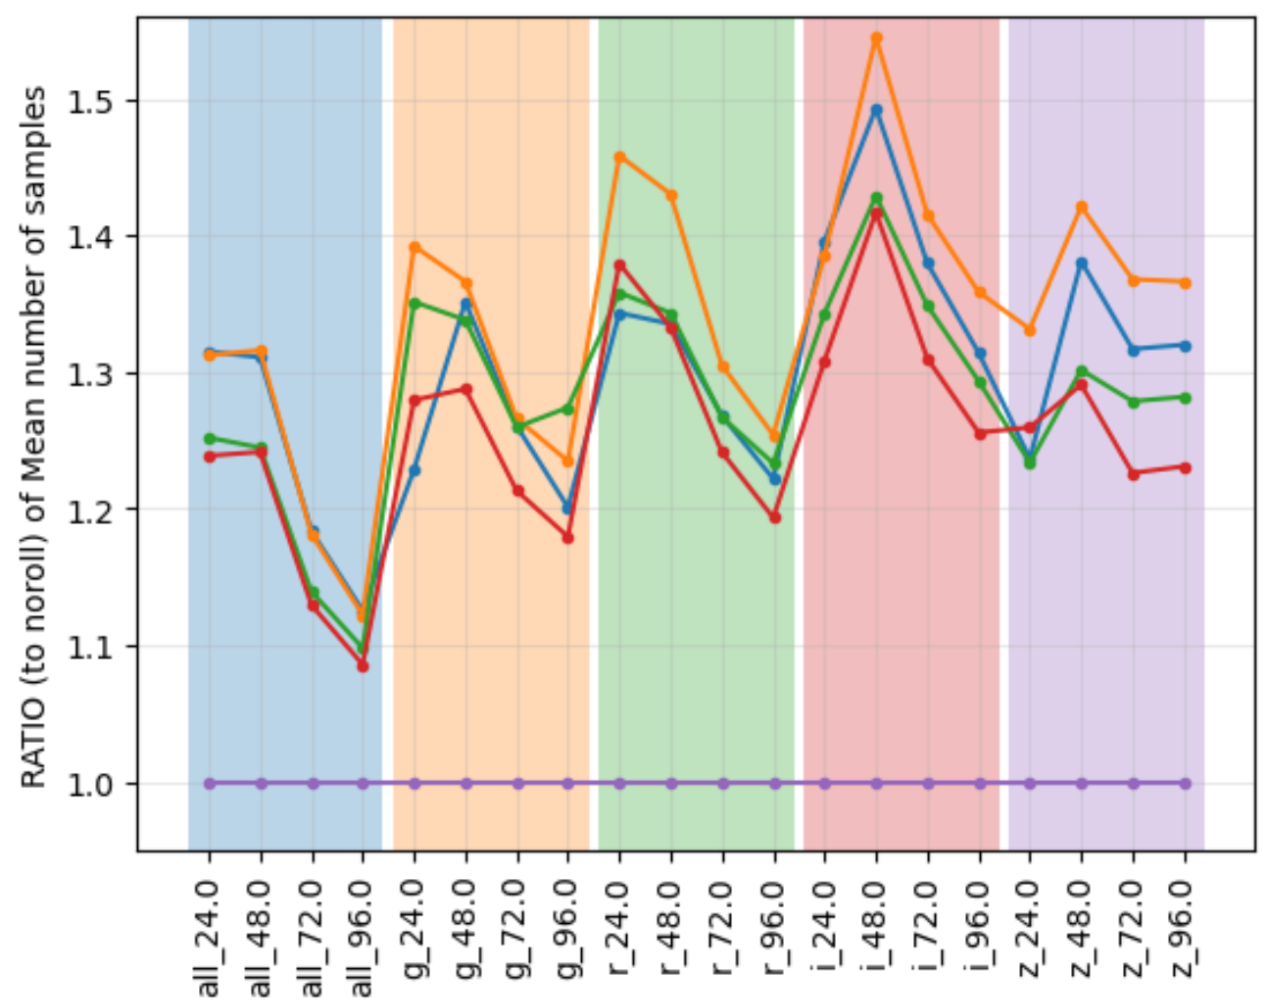 RATIO (to noroll) of Mean number of samples
1.5
1.4
1.3
1.2
1.1
1.0
all_24.0
all_48.0
all_72.0
all_96.0
g_24.0
g_48.0
g_72.0
g_96.0
r_24.0
r_48.0
r_72.0
r_96.0
i_24.0
i_48.0
i_72.0
i_96.0
z_24.0
z_48.0
z_72.0
z_96.0